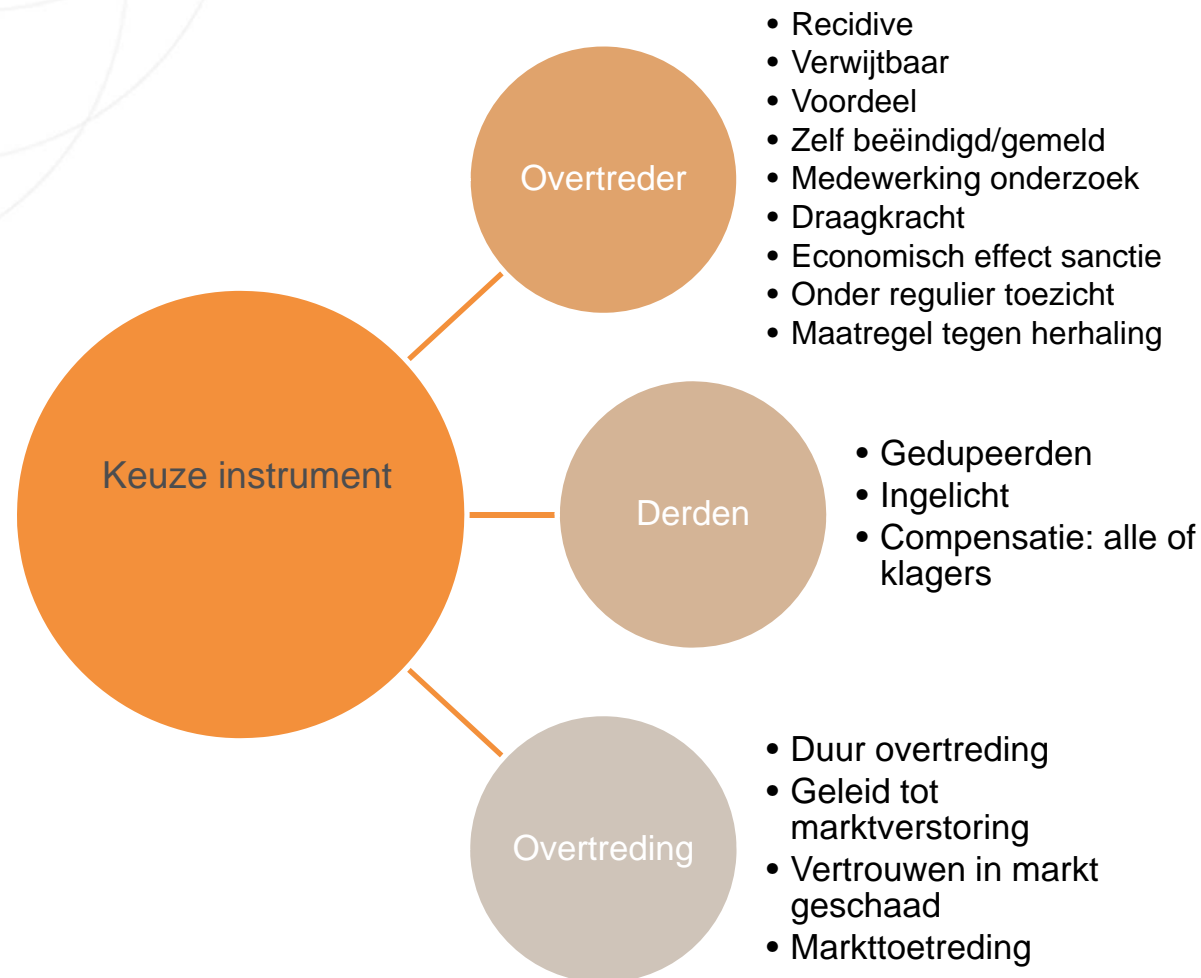 Keuze instrument
Overtreder
• Recidive
• Verwijtbaar
• Voordeel
• Zelf beëindigd/gemeld
• Medewerking onderzoek
• Draagkracht
• Economisch effect sanctie
• Onder regulier toezicht
• Maatregel tegen herhaling
Derden
• Gedupeerden
• Ingelicht
• Compensatie: alle of
klagers
Overtreding
• Duur overtreding
• Geleid tot
marktverstoring
• Vertrouwen in markt
geschaad
• Markttoetreding